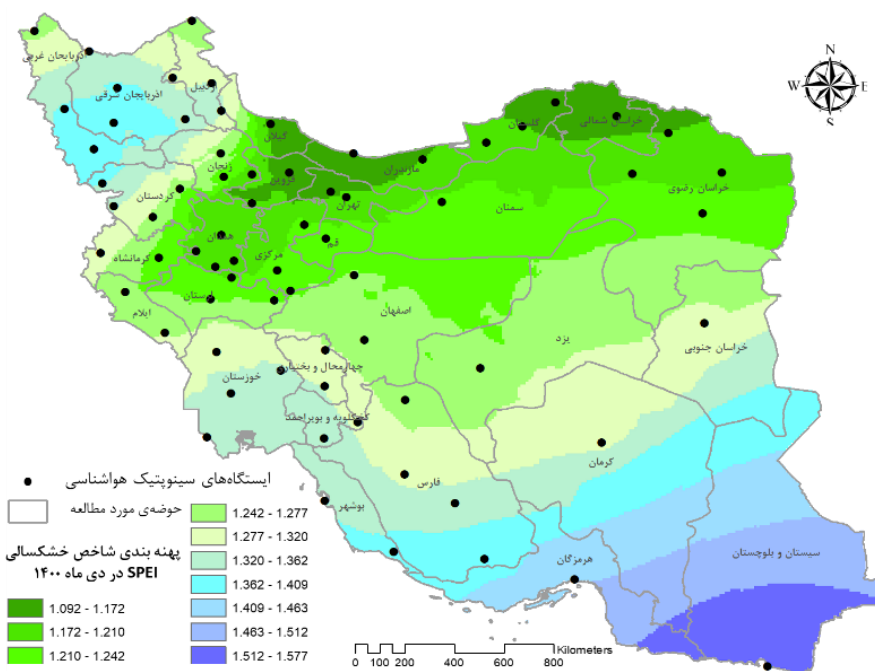 N
W E
S
آذربایجان غربی
اردبیل
آذربایجان شرقی
گیلان
خراسان شمالی
گلستان
مازندران
زنجان
قزوین
خراسان رضوی
کردستان
تهران
سمنان
همدان
قم
مرکزی
کرمانشاه
لرستان
اصفهان
ایلام
یزد
خراسان جنوبی
چهارمحال و بختیاری
خوزستان
کهگلویه و بویراحمد
کرمان
فارس
بوشهر
سیستان و بلوچستان
هرمزگان
ایستگاه‌های سینوپتیک هواشناسی
حوضه‌ی مورد مطالعه
پهنه بندی شاخص خشکسالی
SPEI در دی ماه ۱۴۰۰
1.092 - 1.172
1.172 - 1.210
1.210 - 1.242
1.242 - 1.277
1.277 - 1.320
1.320 - 1.362
1.362 - 1.409
1.409 - 1.463
1.463 - 1.512
1.512 - 1.577
Kilometers
0 100 200 400 600 800